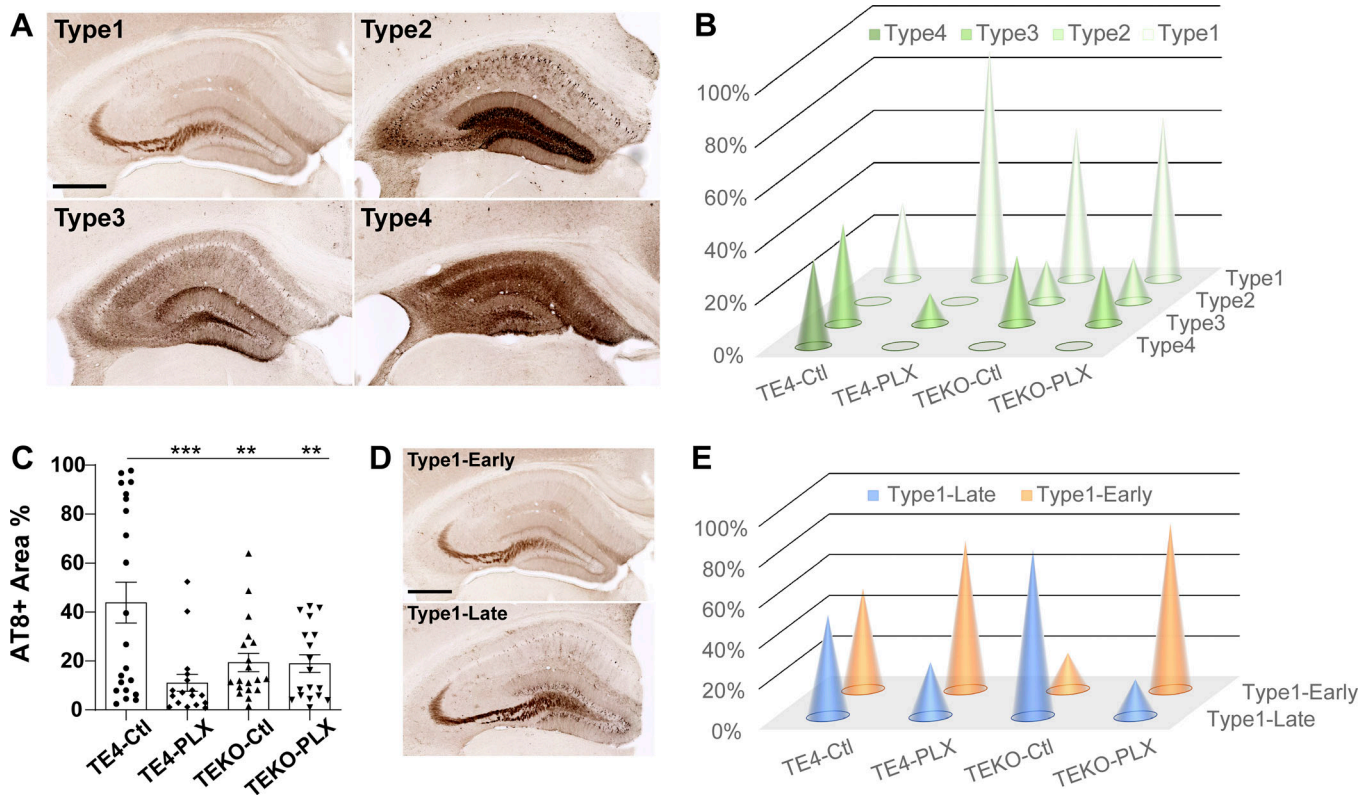 A
Type1
Type2
Type3
Type4
B
Type4 Type3 Type2 Type1
100%
80%
60%
40%
20%
0%
Type1
Type2
Type3
Type4
TE4-Ctl
TE4-PLX
TEKO-Ctl
TEKO-PLX
C
*** ** **
AT8+ Area %
100
80
60
40
20
0
TE4-Ctl
TE4-PLX
TEKO-Ctl
TEKO-PLX
D
Type1-Early
Type1-Late
E
Type1-Late Type1-Early
100%
80%
60%
40%
20%
0%
Type1-Early
Type1-Late
TE4-Ctl
TE4-PLX
TEKO-Ctl
TEKO-PLX